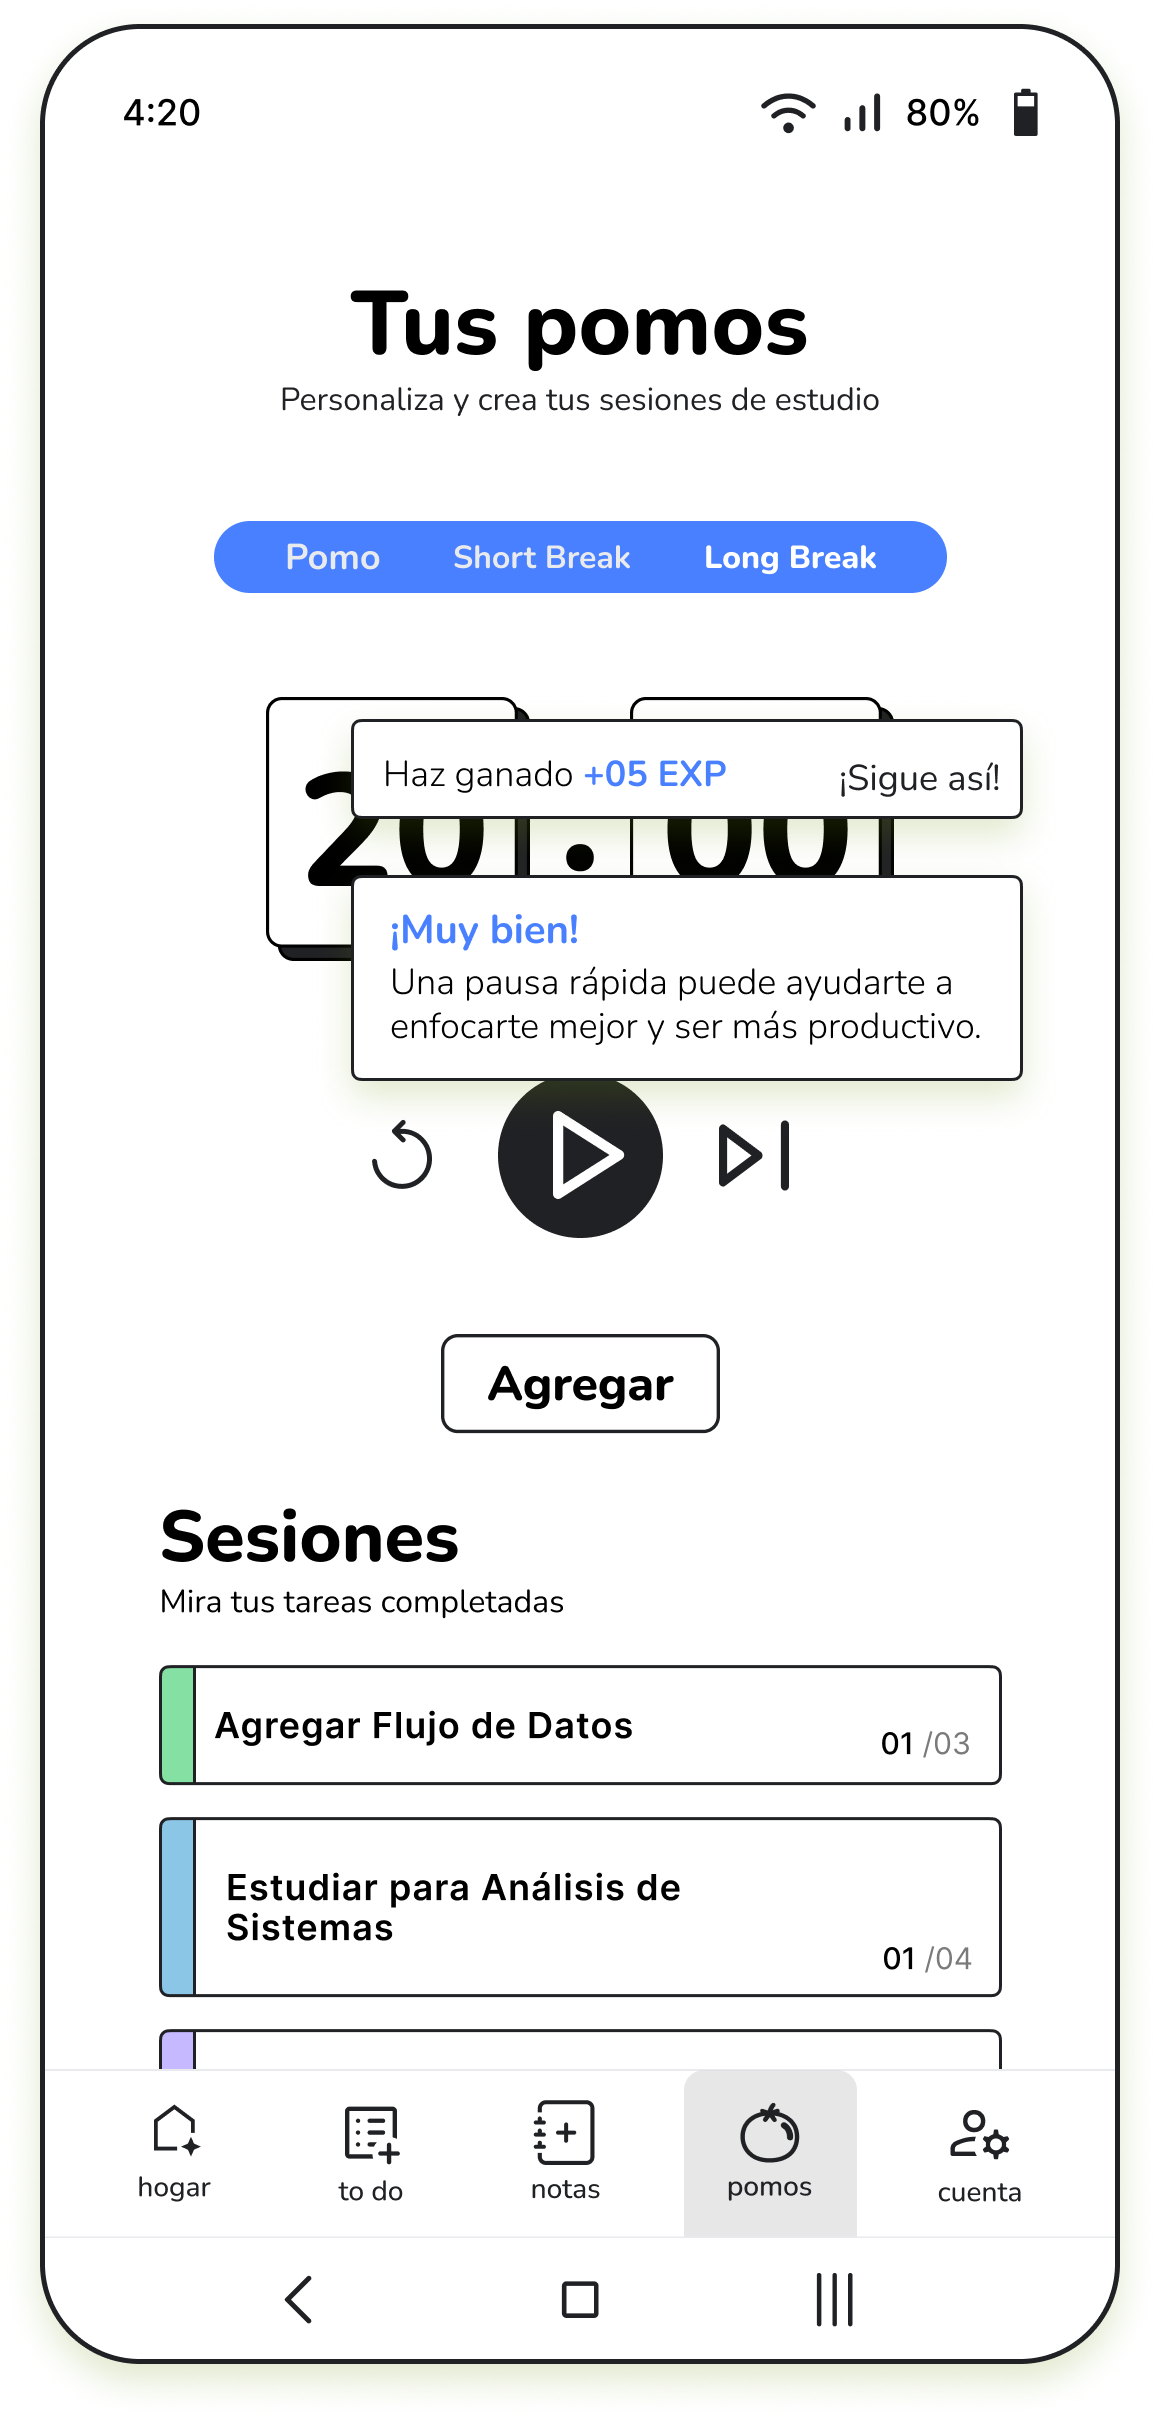 4:20
80%
Tus pomos
Personaliza y crea tus sesiones de estudio
Pomo Short Break Long Break
20 : 00
Haz ganado +05 EXP ¡Sigue así!
¡Muy bien!
Una pausa rápida puede ayudarte a
enfocarte mejor y ser más productivo.
Agregar
Sesiones
Mira tus tareas completadas
Agregar Flujo de Datos
01 /03
Estudiar para Análisis de
Sistemas
01 /04
hogar to do notas pomos cuenta